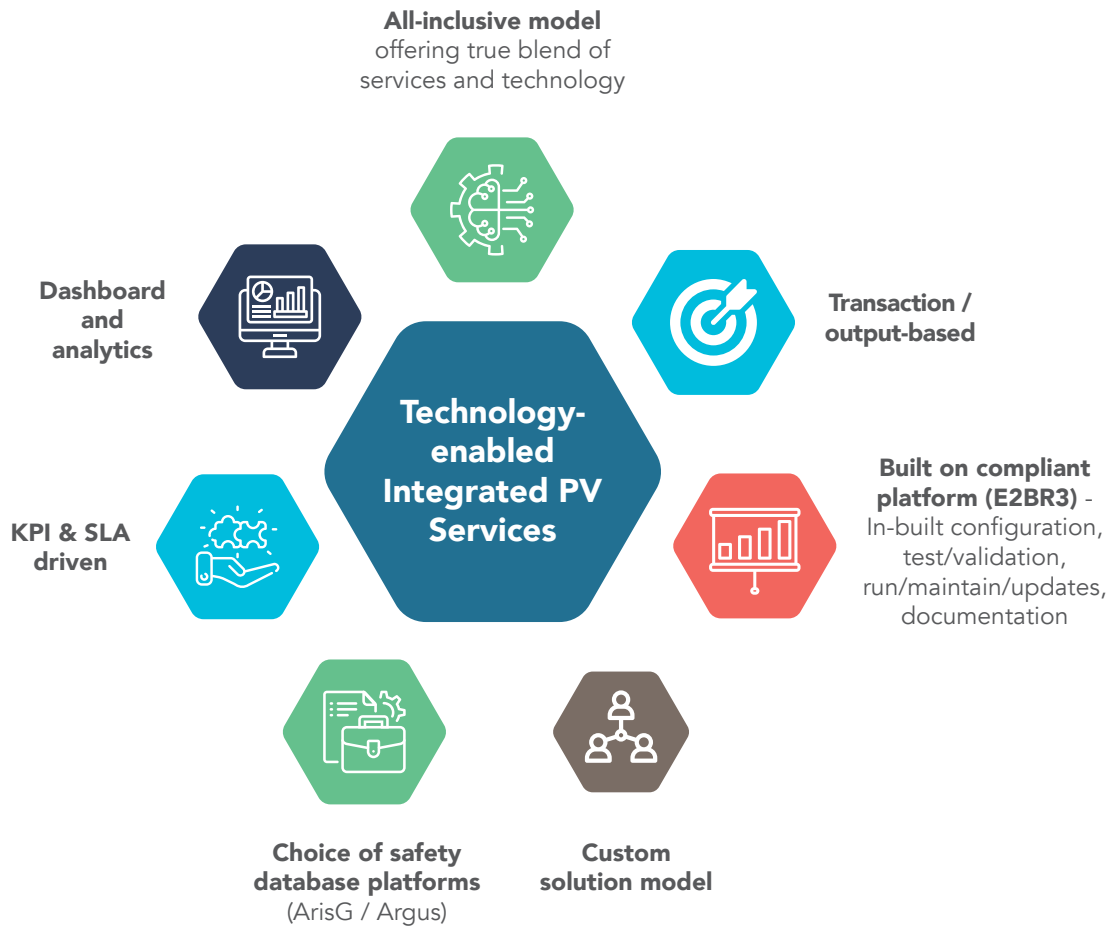 All-inclusive model
offering true blend of
services and technology
Dashboard
and
analytics
Transaction /
output-based
Technology-
enabled
Integrated PV
Services
KPI & SLA
driven
Built on compliant
platform (E2BR3) -
In-built configuration,
test/validation,
run/maintain/updates,
documentation
Choice of safety
database platforms
(ArisG / Argus)
Custom
solution model